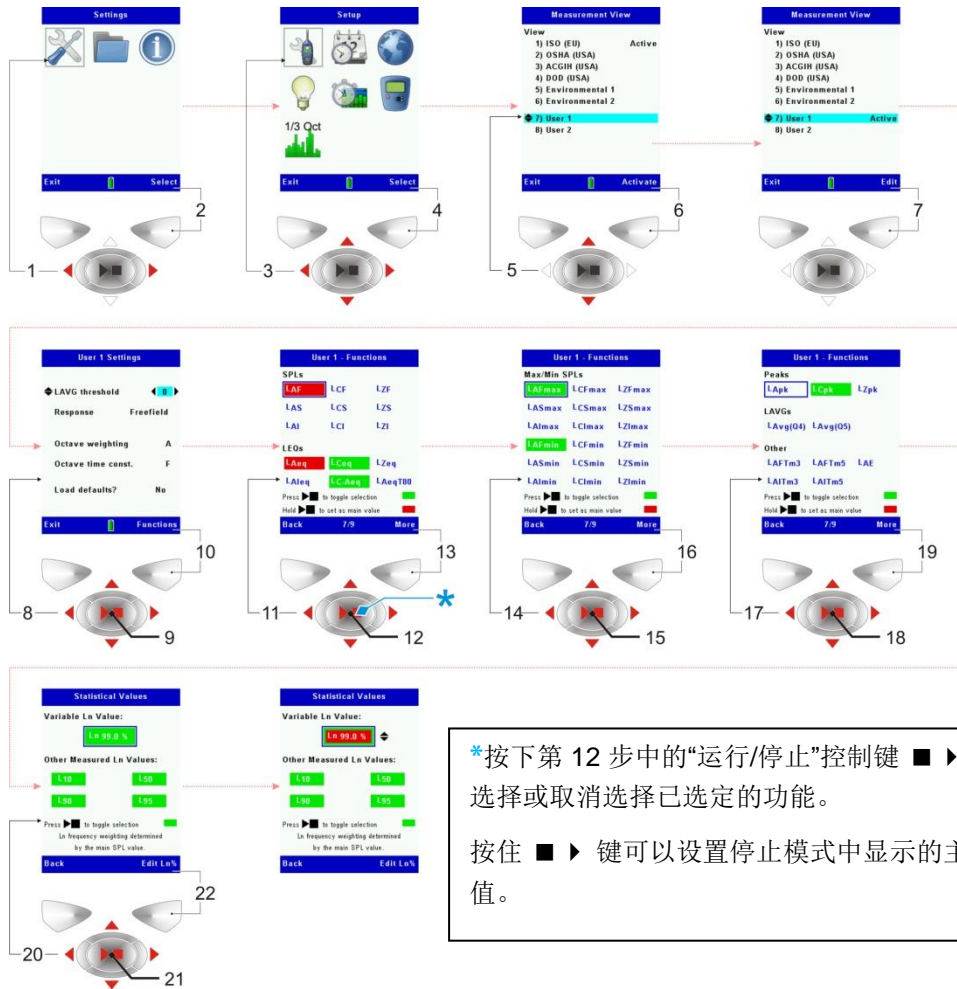 Settings
Exit
Select
2
1
Setup
1/3 Oct
Exit
Select
4
3
Measurement View
View
1) ISO (EU) Active
2) OSHA (USA)
3) ACGIH (USA)
4) DOD (USA)
5) Environmental 1
6) Environmental 2
7) User 1
8) User 2
Exit
Activate
6
5
Measurement View
View
1) ISO (EU)
2) OSHA (USA)
3) ACGIH (USA)
4) DOD (USA)
5) Environmental 1
6) Environmental 2
7) User 1 Active
8) User 2
Exit
Edit
7
User 1 Settings
LAVG threshold 0
Response Freefield
Octave weighting A
Octave time const. F
Load defaults? No
Exit
Functions
10
8
9
User 1 - Functions
SPLs
LAF LCF LZF
LAS LCS LZS
LAI LCI LZI
LEQs
LAeq LCeq LZeq
LAIeq LC-Aeq LAeqT80
Press ▶■ to toggle selection
Hold ▶■ to set as main value
Back 7/9 More
13
11
*
12
User 1 - Functions
Max/Min SPLs
LAFmax LCFmax LZFmax
LASmax LCSmax LZSmax
LAImax LCImax LZImax
LAFmin LCFmin LZFmin
LASmin LCSmin LZSmin
LAImin LCImin LZImin
Press ▶■ to toggle selection
Hold ▶■ to set as main value
Back 7/9 More
16
14
15
User 1 - Functions
Peaks
LApk LCpk LZpk
LAVGs
LAvg(Q4) LAvg(Q5)
Other
LAFTm3 LAFTm5 LAE
LAITm3 LAITm5
Press ▶■ to toggle selection
Hold ▶■ to set as main value
Back 7/9 More
19
17
18
Statistical Values
Variable Ln Value:
Ln 99.0 %
Other Measured Ln Values:
L10 L50
L90 L95
Press ▶■ to toggle selection
Ln frequency weighting determined
by the main SPL value.
Back Edit Ln%
22
20
21
Statistical Values
Variable Ln Value:
Ln 99.0 %
Other Measured Ln Values:
L10 L50
L90 L95
Press ▶■ to toggle selection
Ln frequency weighting determined
by the main SPL value.
Back Edit Ln%
*按下第 12 步中的“运行/停止”控制键 ■ ▶
选择或取消选择已选定的功能。
按住 ■ ▶ 键可以设置停止模式中显示的主
值。